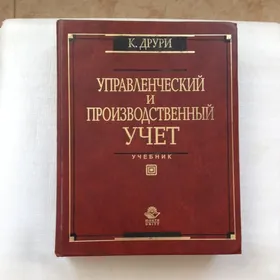 К. ДРУРИ
УПРАВЛЕНЧЕСКИЙ
И
ПРОИЗВОДСТВЕННЫЙ
УЧЕТ
УЧЕБНИК